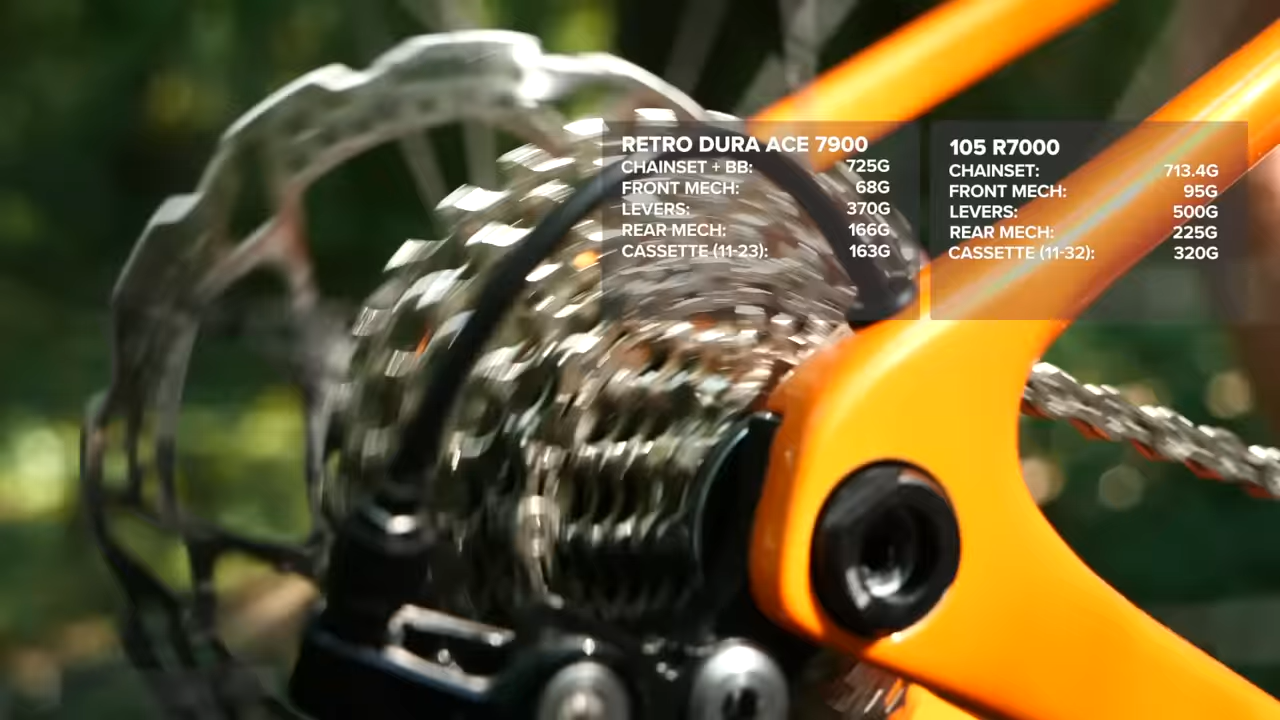 RETRO DURA ACE 7900
CHAINSET + BB: 725G
FRONT MECH: 68G
LEVERS: 370G
REAR MECH: 166G
CASSETTE (11-23): 163G
105 R7000
CHAINSET: 713.4G
FRONT MECH: 95G
LEVERS: 500G
REAR MECH: 225G
CASSETTE (11-32): 320G